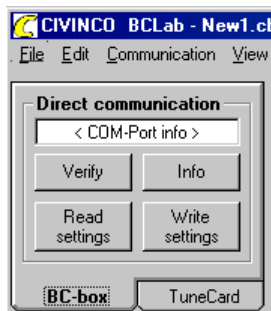 CIVINCO BCLab - New1.c
File Edit Communication View
Direct communication
< COM-Port info >
Verify Info
Read settings Write settings
BC-box TuneCard